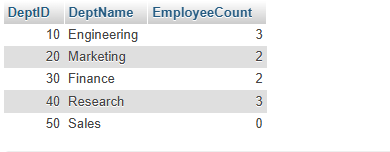 DeptID DeptName EmployeeCount
10 Engineering 3
20 Marketing 2
30 Finance 2
40 Research 3
50 Sales 0